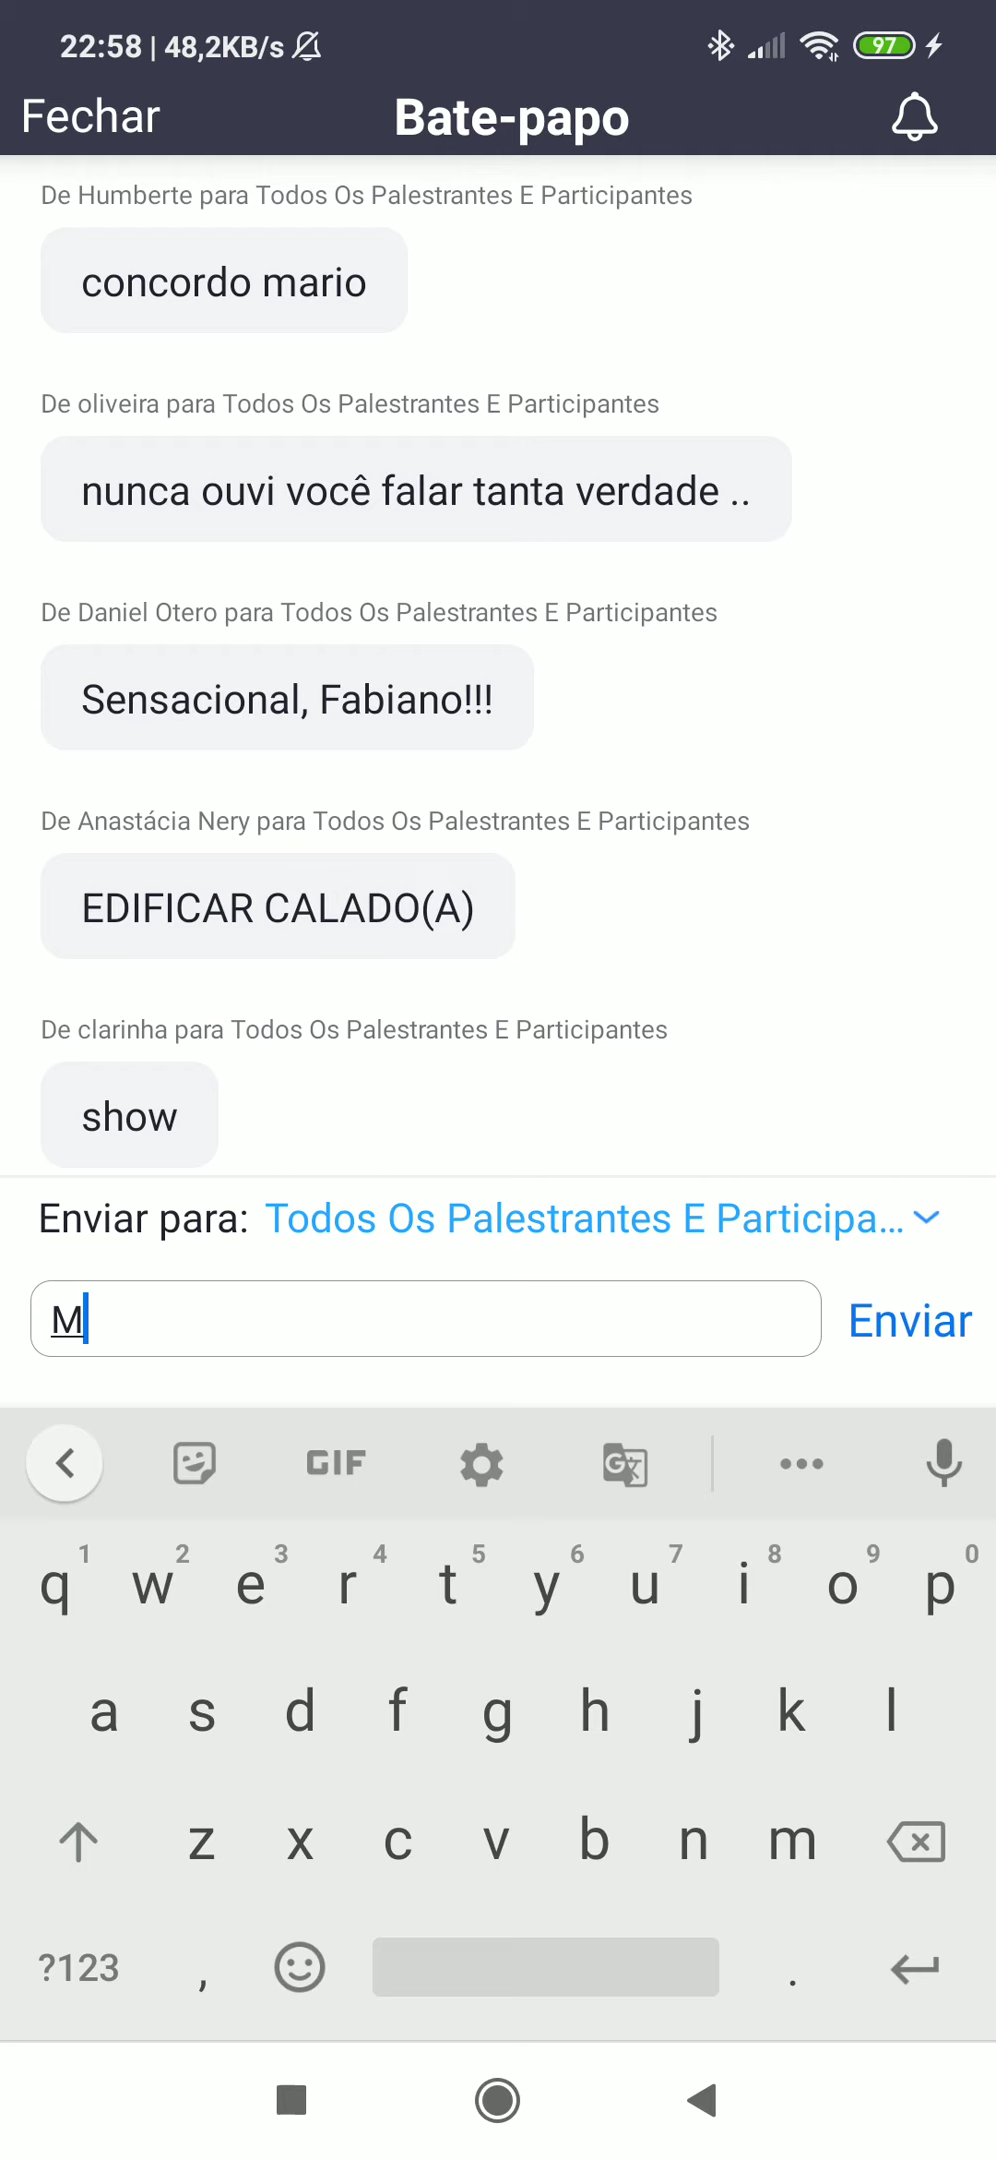 22:58 | 48,2KB/s
97
Fechar
Bate-papo
De Humberte para Todos Os Palestrantes E Participantes
concordo mario
De oliveira para Todos Os Palestrantes E Participantes
nunca ouvi você falar tanta verdade ..
De Daniel Otero para Todos Os Palestrantes E Participantes
Sensacional, Fabiano!!!
De Anastácia Nery para Todos Os Palestrantes E Participantes
EDIFICAR CALADO(A)
De clarinha para Todos Os Palestrantes E Participantes
show
Enviar para: Todos Os Palestrantes E Participa...
M
Enviar
GIF
1 2 3 4 5 6 7 8 9 0
q w e r t y u i o p
a s d f g h j k l
z x c v b n m
?123 , .